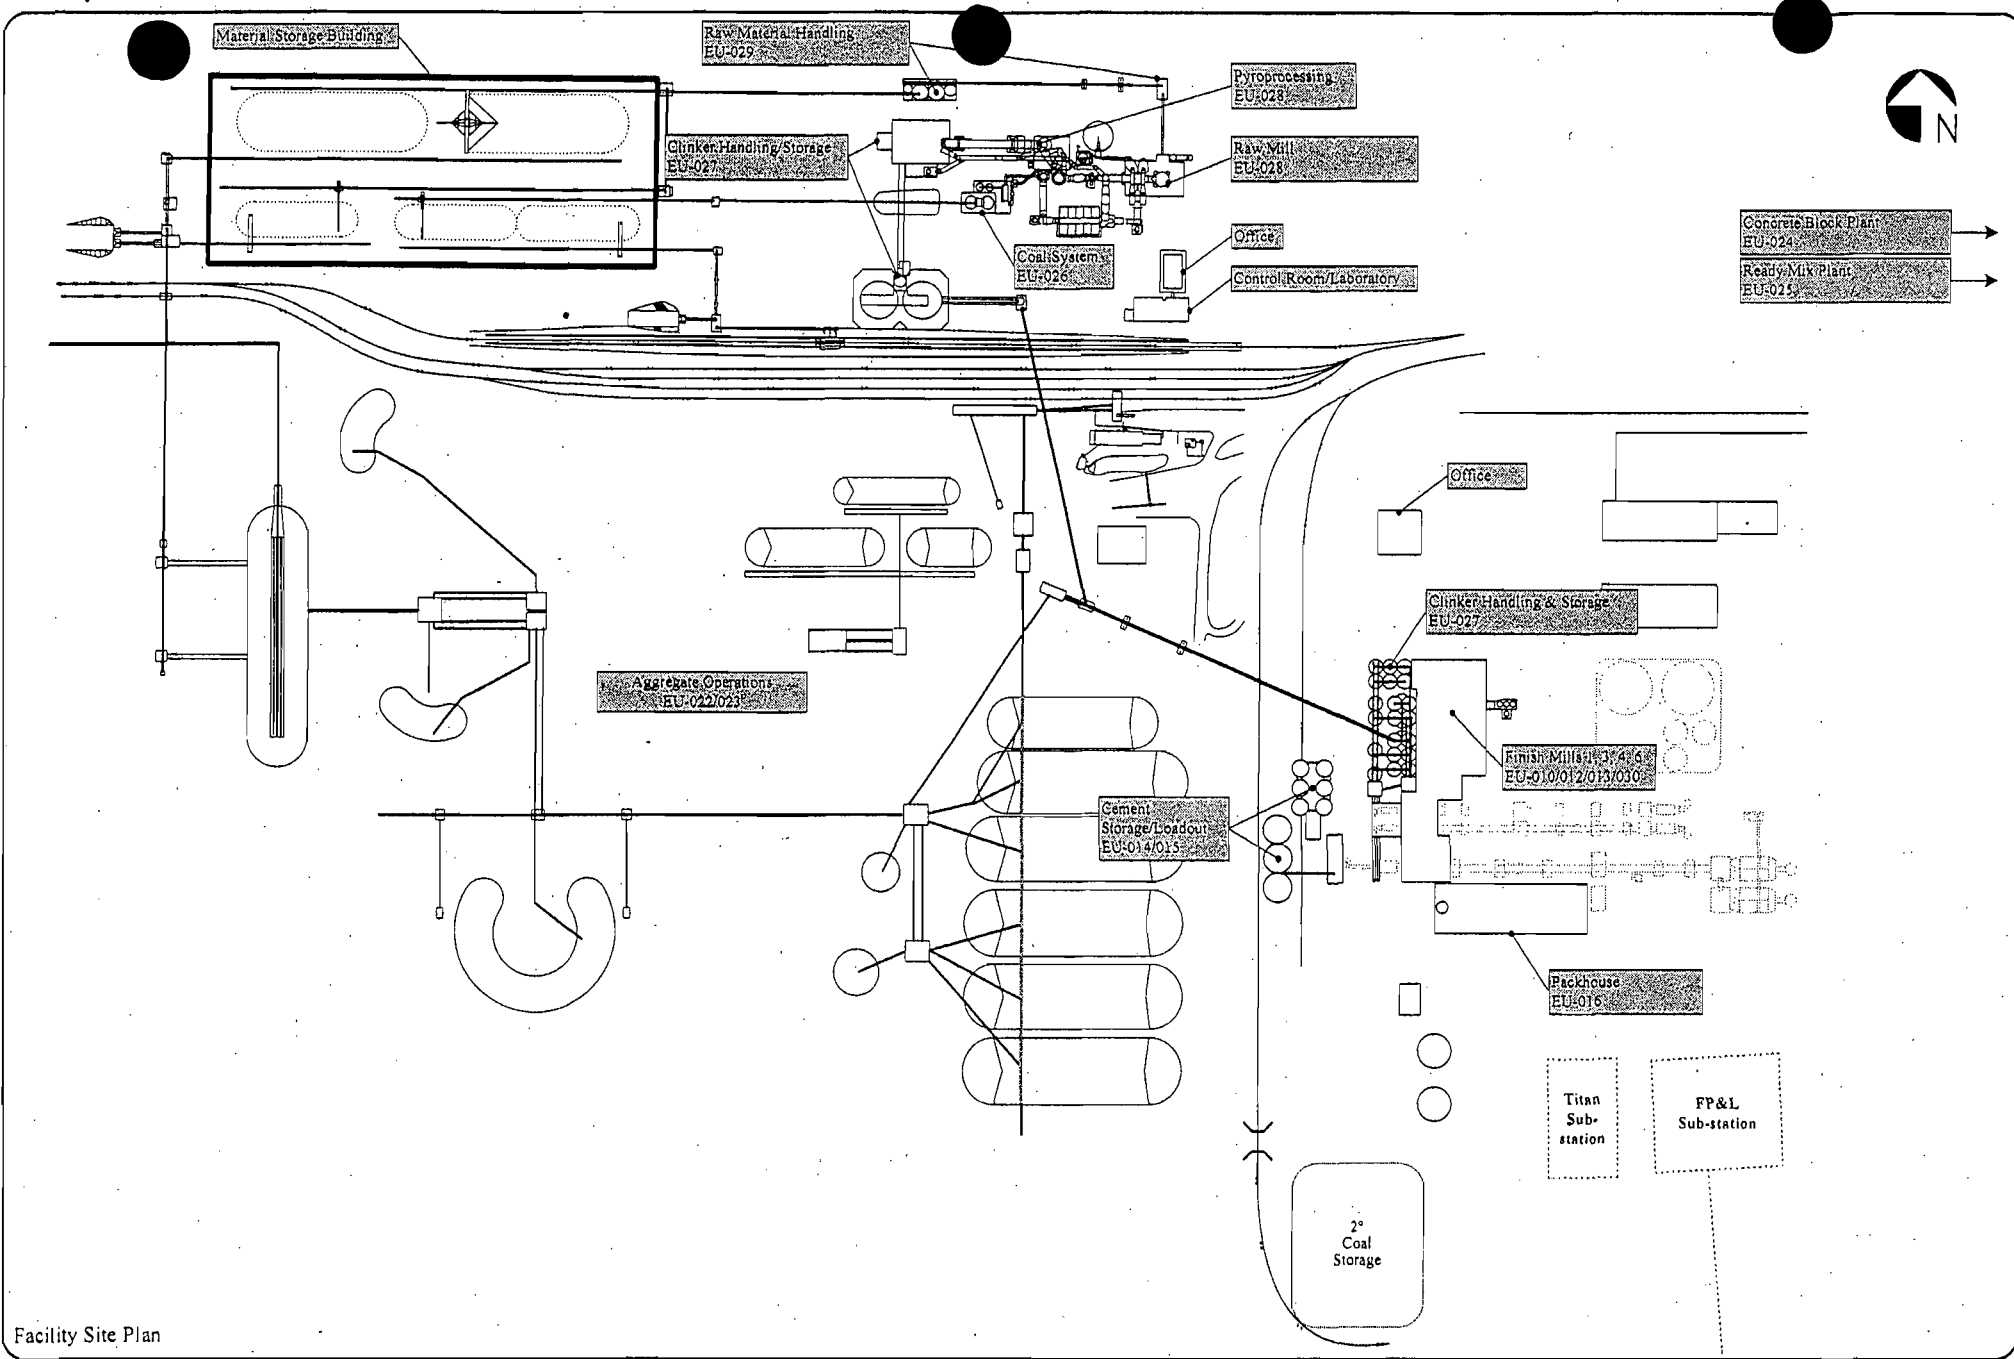 Material Storage Building
Raw Material Handling
EU-029
Pyroprocessing
EU-028
N
Clinker Handling/Storage
EU-027
Raw Mill
EU-028
Concrete Block Plant
EU-024
Office
Coal System
EU-026
Ready Mix Plant
EU-025
Control Room/Laboratory
Office
Clinker Handling & Storage
EU-027
Aggregate Operations
EU-022/023
Finish Mills 1, 3, 4, 6
EU-010/012/013/030
Cement
Storage/Loadout
EU-014/015
Packhouse
EU-016
Titan
Sub-
station
FP&L
Sub-station
2°
Coal
Storage
Facility Site Plan